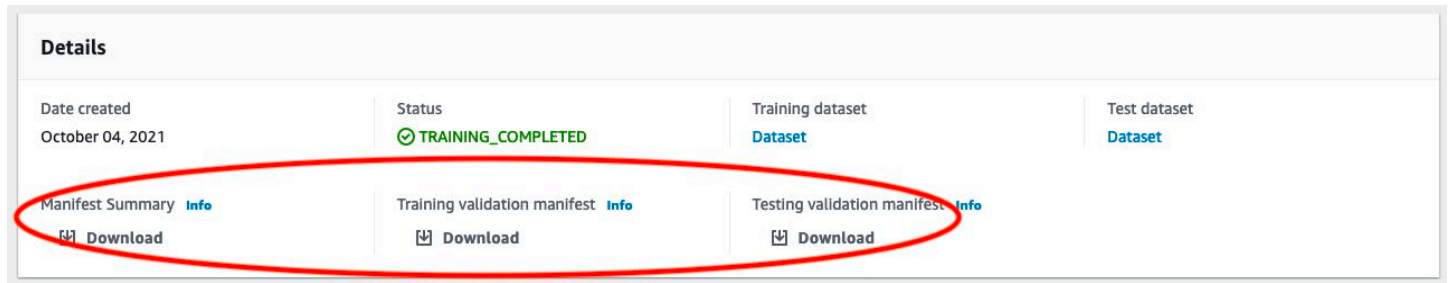 Details
Date created
October 04, 2021
Status
TRAINING_COMPLETED
Training dataset
Dataset
Test dataset
Dataset
Manifest Summary Info
Download
Training validation manifest Info
Download
Testing validation manifest Info
Download